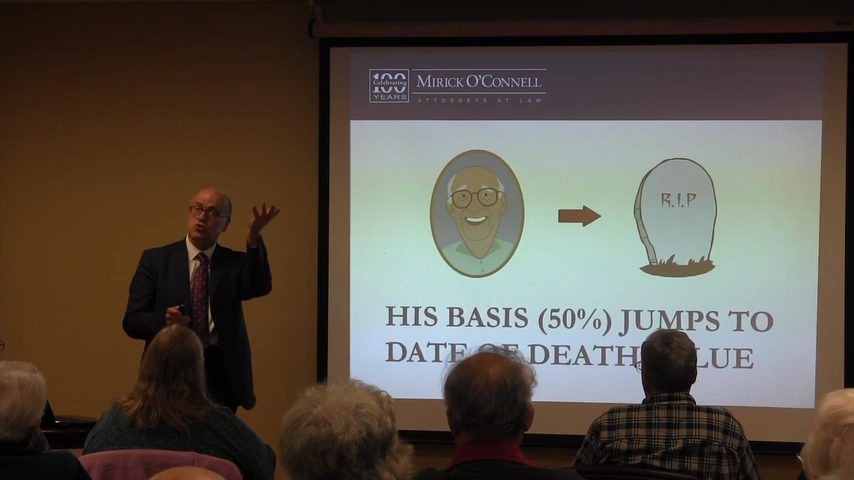 100
Celebrating
YEARS
MIRICK O'CONNELL
ATTORNEYS AT LAW
R.I.P
HIS BASIS (50%) JUMPS TO
DATE OF DEATH